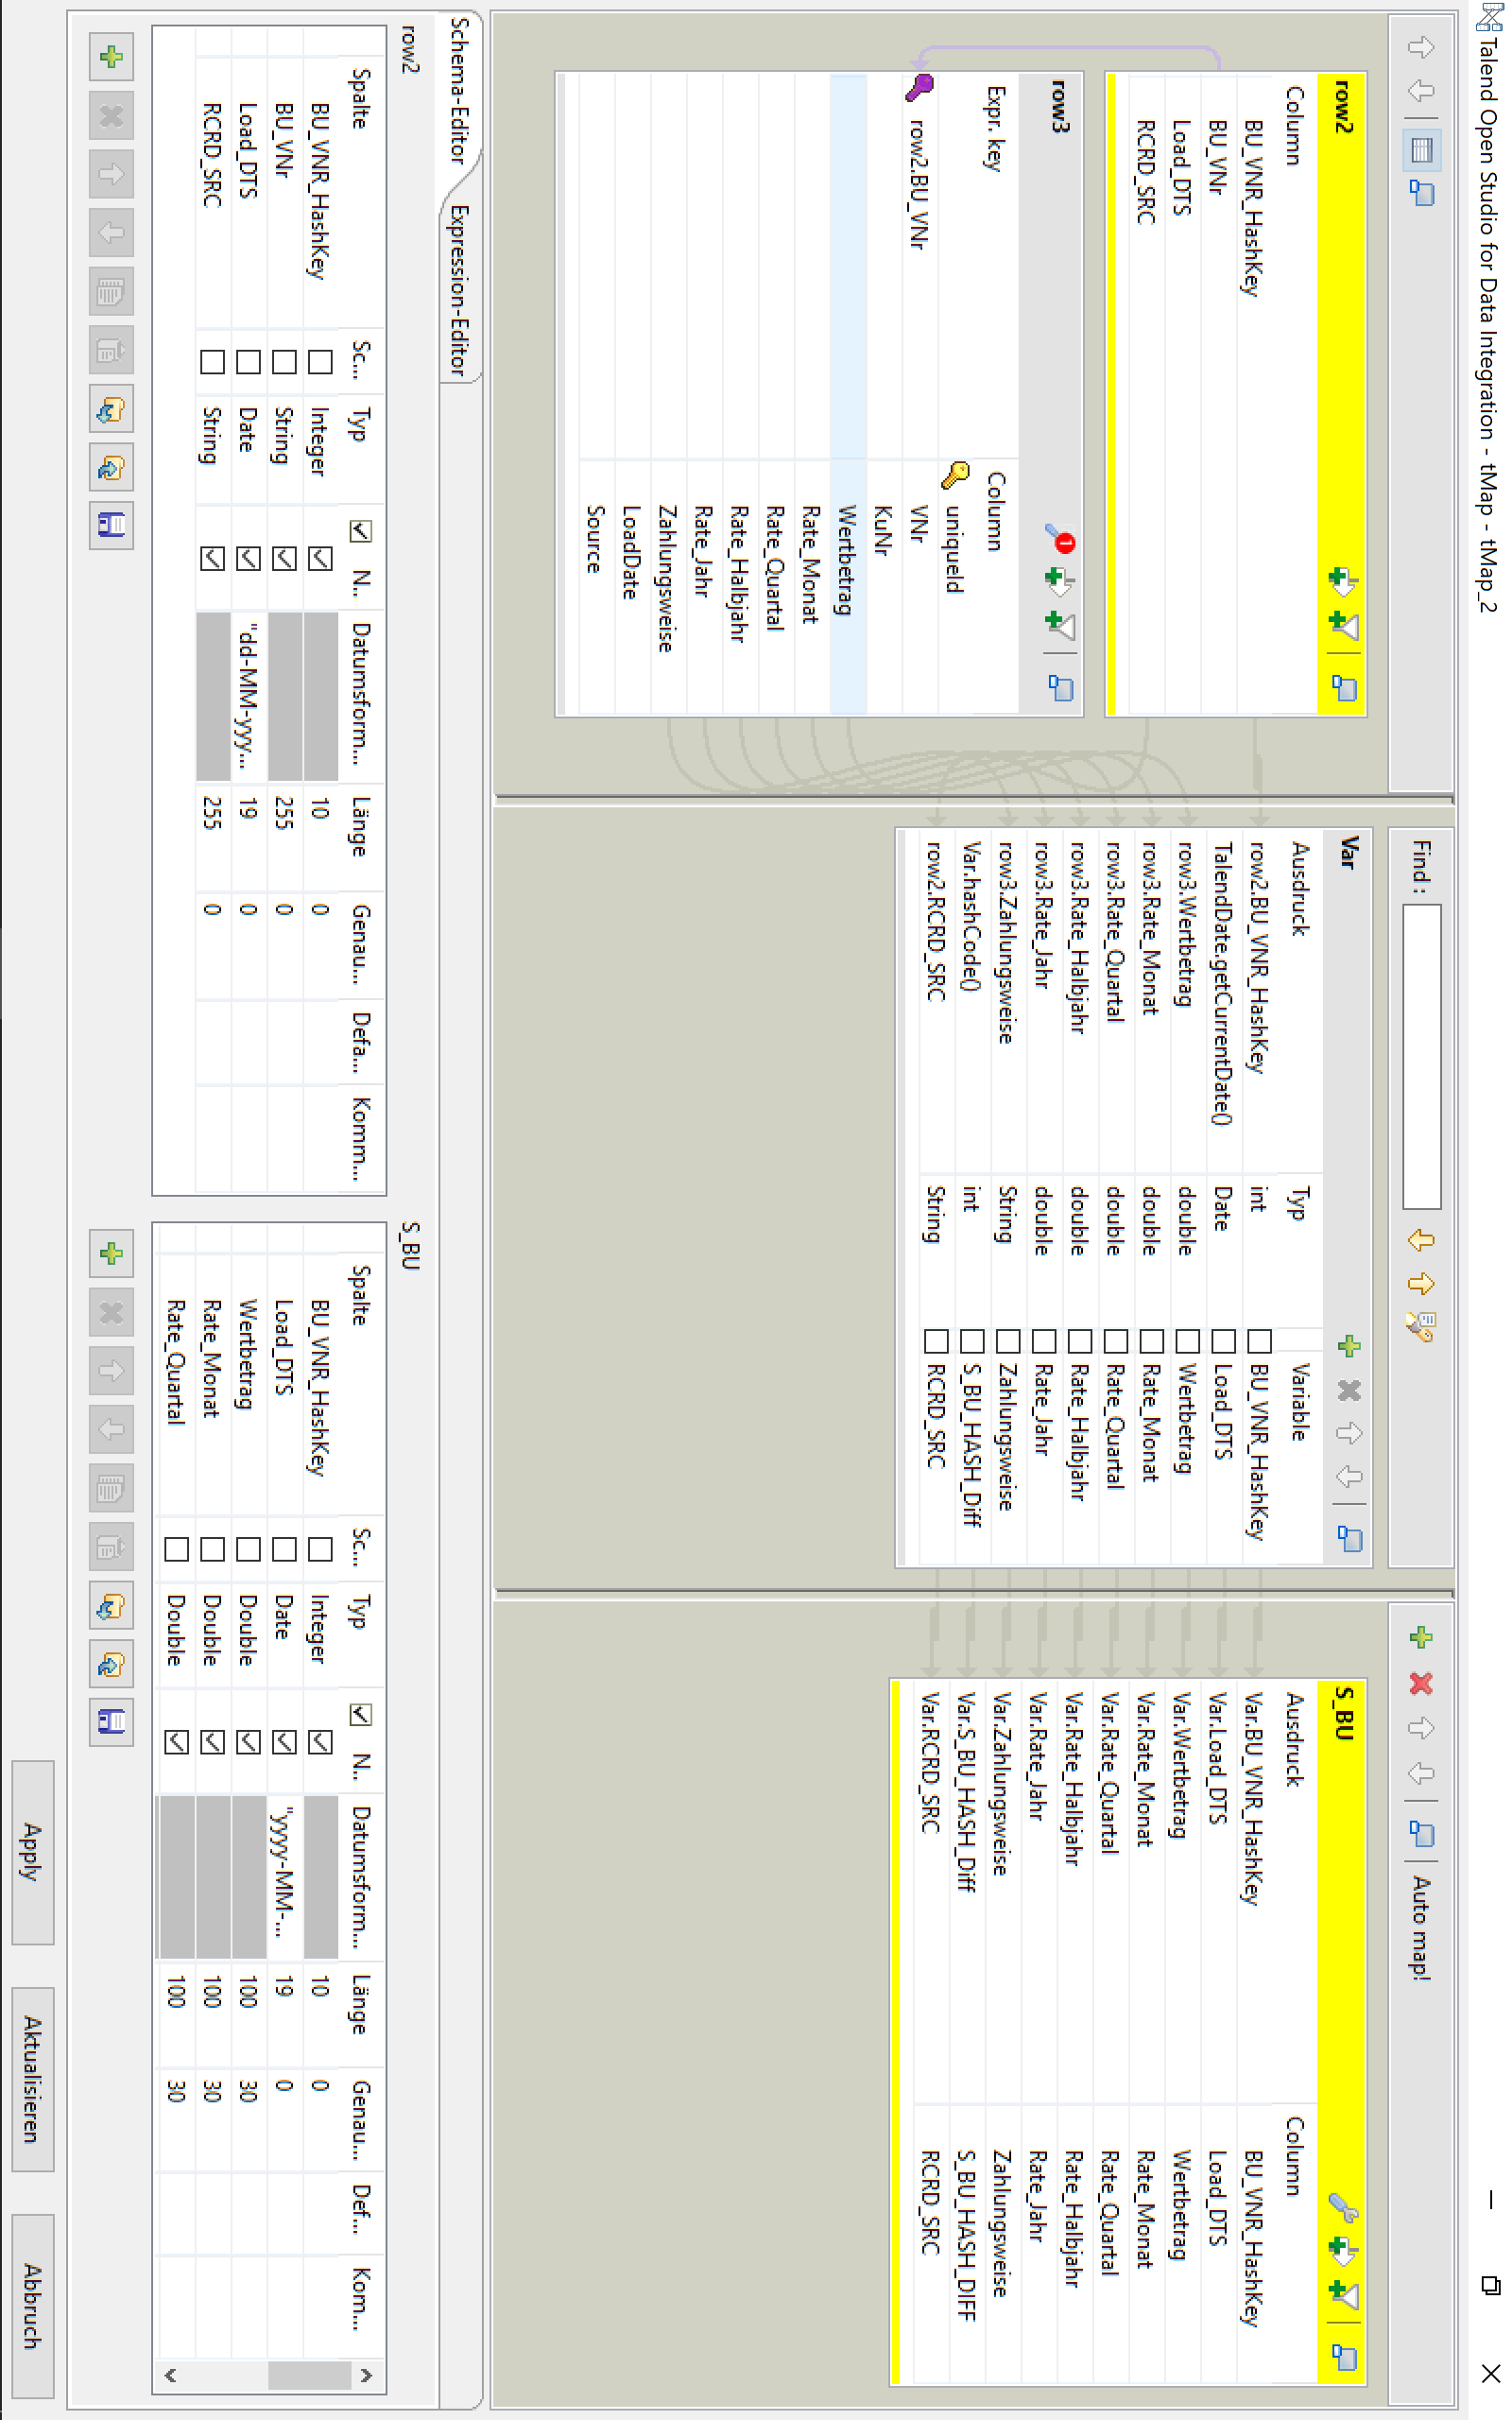 Talend Open Studio for Data Integration - tMap - tMap_2
row2
Column
BU_VNR_HashKey
BU_VNr
Load_DTS
RCRD_SRC
row3
Expr. key
Column
uniqueId
row2.BU_VNr
VNr
KuNr
Wertbetrag
Rate_Monat
Rate_Quartal
Rate_Halbjahr
Rate_Jahr
Zahlungsweise
LoadDate
Source
Find :
Var
Ausdruck
Typ
Variable
row2.BU_VNR_HashKey
int
BU_VNR_HashKey
TalendDate.getCurrentDate()
Date
Load_DTS
row3.Wertbetrag
double
Wertbetrag
row3.Rate_Monat
double
Rate_Monat
row3.Rate_Quartal
double
Rate_Quartal
row3.Rate_Halbjahr
double
Rate_Halbjahr
row3.Rate_Jahr
double
Rate_Jahr
row3.Zahlungsweise
String
Zahlungsweise
Var.hashCode()
int
S_BU_HASH_Diff
row2.RCRD_SRC
String
RCRD_SRC
Auto map!
S_BU
Ausdruck
Column
Var.BU_VNR_HashKey
BU_VNR_HashKey
Var.Load_DTS
Load_DTS
Var.Wertbetrag
Wertbetrag
Var.Rate_Monat
Rate_Monat
Var.Rate_Quartal
Rate_Quartal
Var.Rate_Halbjahr
Rate_Halbjahr
Var.Rate_Jahr
Rate_Jahr
Var.Zahlungsweise
Zahlungsweise
Var.S_BU_HASH_Diff
S_BU_HASH_DIFF
Var.RCRD_SRC
RCRD_SRC
Schema-Editor
Expression-Editor
row2
Spalte
Sc...
Typ
N..
Datumsform...
Länge
Genau...
Defa...
Komm...
BU_VNR_HashKey
Integer
10
0
BU_VNr
String
255
0
Load_DTS
Date
"dd-MM-yyy...
19
0
RCRD_SRC
String
255
0
S_BU
Spalte
Sc...
Typ
N..
Datumsform...
Länge
Genau...
Def...
Kom...
BU_VNR_HashKey
Integer
10
0
Load_DTS
Date
"yyyy-MM-...
19
0
Wertbetrag
Double
100
30
Rate_Monat
Double
100
30
Rate_Quartal
Double
100
30
Apply
Aktualisieren
Abbruch